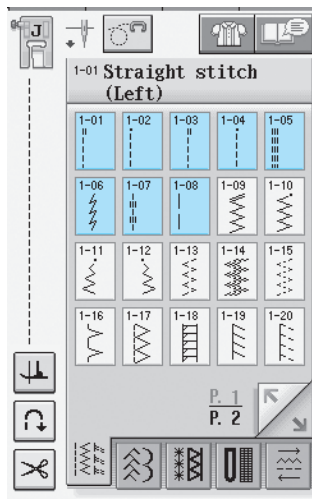 J
1-01 Straight stitch
(Left)
1-01 1-02 1-03 1-04 1-05
1-06 1-07 1-08 1-09 1-10
1-11 1-12 1-13 1-14 1-15
1-16 1-17 1-18 1-19 1-20
P. 1
P. 2